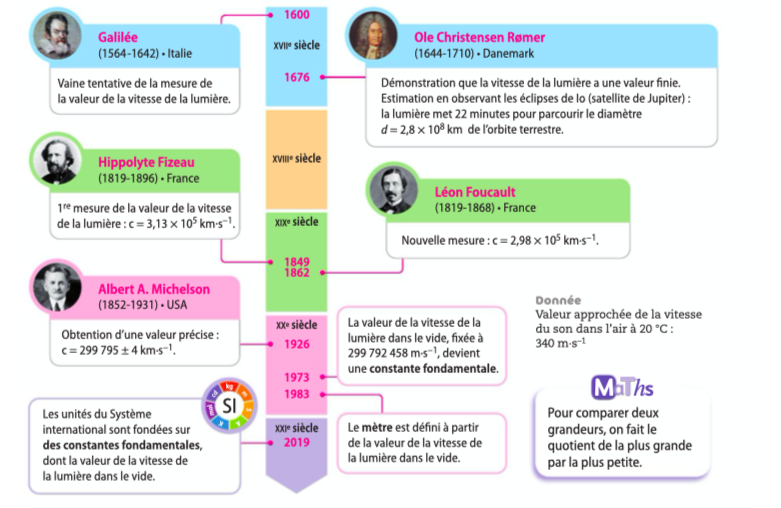 1600
Galilée
(1564-1642) • Italie
Vaine tentative de la mesure de
la valeur de la vitesse de la lumière.
XVIIe siècle
1676
Ole Christensen Rømer
(1644-1710) • Danemark
Démonstration que la vitesse de la lumière a une valeur finie.
Estimation en observant les éclipses de Io (satellite de Jupiter) :
la lumière met 22 minutes pour parcourir le diamètre
d = 2,8 × 10⁸ km de l'orbite terrestre.
XVIIIe siècle
Hippolyte Fizeau
(1819-1896) • France
1re mesure de la valeur de la vitesse
de la lumière : c = 3,13 × 10⁵ km·s⁻¹.
Léon Foucault
(1819-1868) • France
Nouvelle mesure : c = 2,98 × 10⁵ km·s⁻¹.
XIXe siècle
1849
1862
Albert A. Michelson
(1852-1931) • USA
Obtention d'une valeur précise :
c = 299 795 ± 4 km·s⁻¹.
XXe siècle
1926
1973
1983
La valeur de la vitesse de la
lumière dans le vide, fixée à
299 792 458 m·s⁻¹, devient
une constante fondamentale.
Donnée
Valeur approchée de la vitesse
du son dans l'air à 20 °C :
340 m·s⁻¹
SI
kg
m
s
A
K
mol
cd
Les unités du Système
international sont fondées sur
des constantes fondamentales,
dont la valeur de la vitesse de
la lumière dans le vide.
XXIe siècle
2019
Le mètre est défini à partir
de la valeur de la vitesse de
la lumière dans le vide.
Maths
Pour comparer deux
grandeurs, on fait le
quotient de la plus grande
par la plus petite.